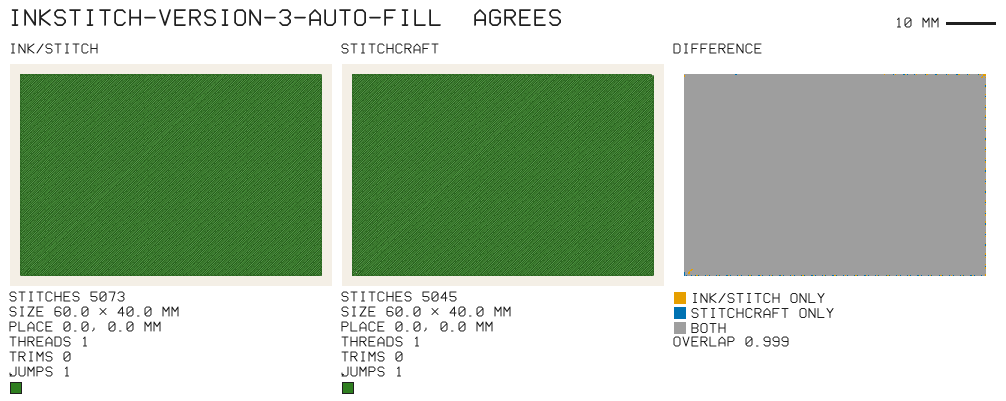 INKSTITCH-VERSION-3-AUTO-FILL AGREES
10 MM
INK/STITCH
STITCHCRAFT
DIFFERENCE
STITCHES 5073
SIZE 60.0 × 40.0 MM
PLACE 0.0, 0.0 MM
THREADS 1
TRIMS 0
JUMPS 1
STITCHES 5045
SIZE 60.0 × 40.0 MM
PLACE 0.0, 0.0 MM
THREADS 1
TRIMS 0
JUMPS 1
INK/STITCH ONLY
STITCHCRAFT ONLY
BOTH
OVERLAP 0.999